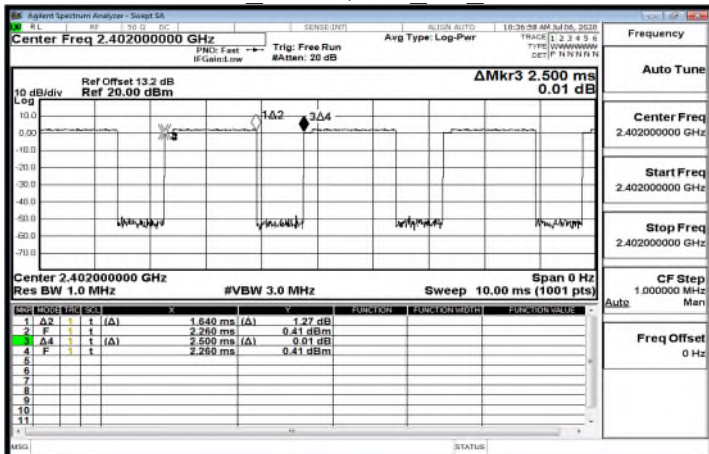 Agilent Spectrum Analyzer - Swept SA
RL RF 50 Ω DC SENSE:INT ALIGN AUTO 10:36:58 AM Jul 08, 2020
Center Freq 2.402000000 GHz
Avg Type: Log-Pwr
TRACE 1 2 3 4 5 6
PNO: Fast Trig: Free Run
TYPE WWWWWW
IFGain:Low #Atten: 20 dB
DET P N N N N N
ΔMkr3 2.500 ms
0.01 dB
Ref Offset 13.2 dB
10 dB/div Ref 20.00 dBm
Log
1Δ2 3Δ4
10.0
0.00
-10.0
-20.0
-30.0
-40.0
-50.0
-60.0
-70.0
Center 2.402000000 GHz Span 0 Hz
Res BW 1.0 MHz #VBW 3.0 MHz Sweep 10.00 ms (1001 pts)
MKR MODE TRC SCL X Y FUNCTION FUNCTION WIDTH FUNCTION VALUE
1 Δ2 1 t (Δ) 1.640 ms (Δ) 1.27 dB
2 F 1 t 2.260 ms 0.41 dBm
3 Δ4 1 t (Δ) 2.500 ms (Δ) 0.01 dB
4 F 1 t 2.260 ms 0.41 dBm
5
6
7
8
9
10
11
MSG STATUS
Frequency
Auto Tune
Center Freq
2.402000000 GHz
Start Freq
2.402000000 GHz
Stop Freq
2.402000000 GHz
CF Step
1.000000 MHz
Auto Man
Freq Offset
0 Hz